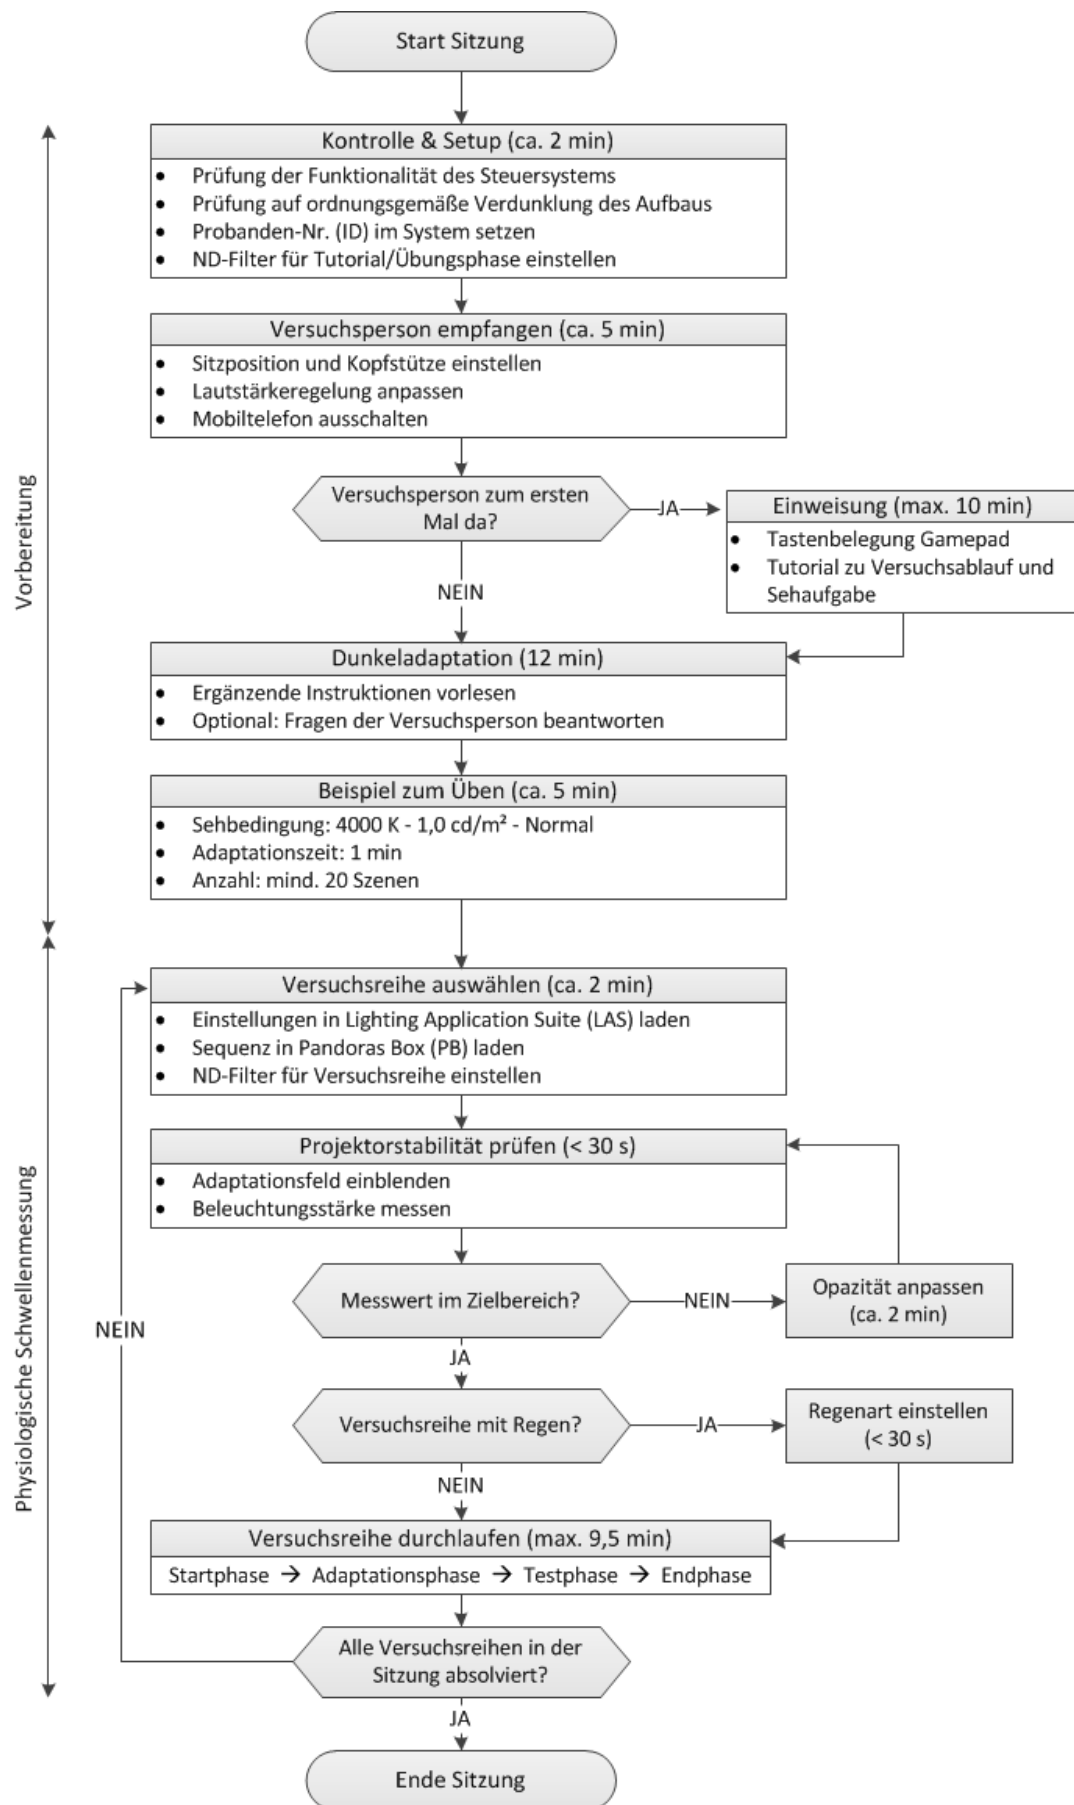 Start Sitzung
Kontrolle & Setup (ca. 2 min)
• Prüfung der Funktionalität des Steuersystems
• Prüfung auf ordnungsgemäße Verdunklung des Aufbaus
• Probanden-Nr. (ID) im System setzen
• ND-Filter für Tutorial/Übungsphase einstellen
Versuchsperson empfangen (ca. 5 min)
• Sitzposition und Kopfstütze einstellen
• Lautstärkeregelung anpassen
• Mobiltelefon ausschalten
Vorbereitung
Versuchsperson zum ersten
Mal da?
JA
Einweisung (max. 10 min)
• Tastenbelegung Gamepad
• Tutorial zu Versuchsablauf und
Sehaufgabe
NEIN
Dunkeladaptation (12 min)
• Ergänzende Instruktionen vorlesen
• Optional: Fragen der Versuchsperson beantworten
Beispiel zum Üben (ca. 5 min)
• Sehbedingung: 4000 K - 1,0 cd/m² - Normal
• Adaptationszeit: 1 min
• Anzahl: mind. 20 Szenen
Versuchsreihe auswählen (ca. 2 min)
• Einstellungen in Lighting Application Suite (LAS) laden
• Sequenz in Pandoras Box (PB) laden
• ND-Filter für Versuchsreihe einstellen
Projektorstabilität prüfen (< 30 s)
• Adaptationsfeld einblenden
• Beleuchtungsstärke messen
Physiologische Schwellenmessung
Messwert im Zielbereich?
NEIN
Opazität anpassen
(ca. 2 min)
NEIN
JA
Versuchsreihe mit Regen?
JA
Regenart einstellen
(< 30 s)
NEIN
Versuchsreihe durchlaufen (max. 9,5 min)
Startphase → Adaptationsphase → Testphase → Endphase
Alle Versuchsreihen in der
Sitzung absolviert?
JA
Ende Sitzung